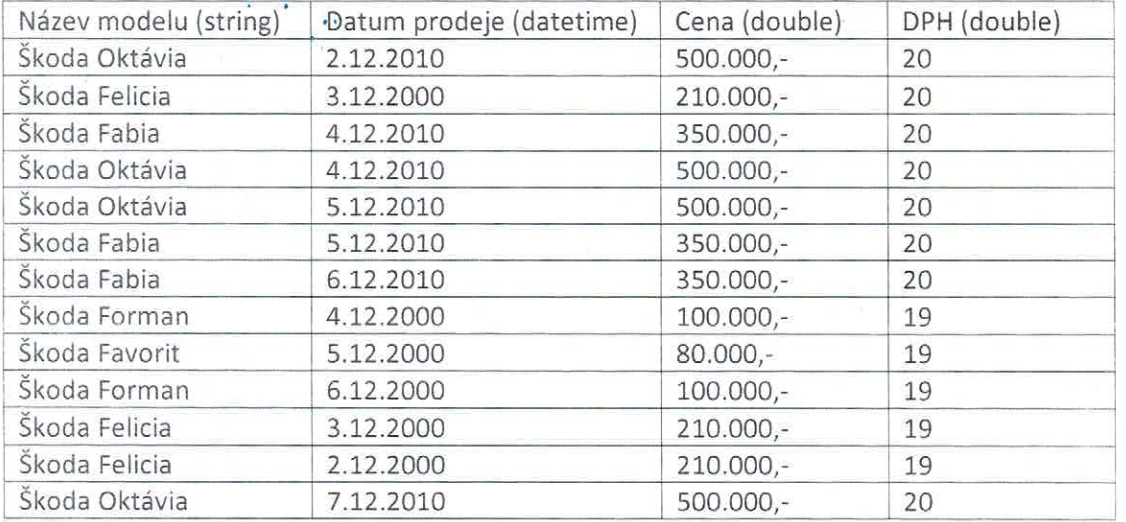 Název modelu (string) Datum prodeje (datetime) Cena (double) DPH (double)
Škoda Oktávia 2.12.2010 500.000,- 20
Škoda Felicia 3.12.2000 210.000,- 20
Škoda Fabia 4.12.2010 350.000,- 20
Škoda Oktávia 4.12.2010 500.000,- 20
Škoda Oktávia 5.12.2010 500.000,- 20
Škoda Fabia 5.12.2010 350.000,- 20
Škoda Fabia 6.12.2010 350.000,- 20
Škoda Forman 4.12.2000 100.000,- 19
Škoda Favorit 5.12.2000 80.000,- 19
Škoda Forman 6.12.2000 100.000,- 19
Škoda Felicia 3.12.2000 210.000,- 19
Škoda Felicia 2.12.2000 210.000,- 19
Škoda Oktávia 7.12.2010 500.000,- 20